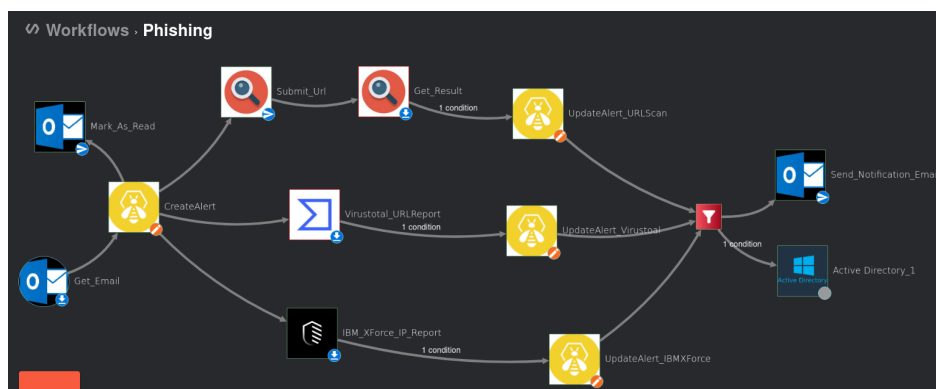 Workflows › Phishing
Submit_Url
Get_Result
1 condition
UpdateAlert_URLScan
Mark_As_Read
Send_Notification_Emai
CreateAlert
Virustotal_URLReport
1 condition
UpdateAlert_Virustoal
1 condition
Get_Email
Active Directory
Active Directory_1
IBM_XForce_IP_Report
1 condition
UpdateAlert_IBMXForce